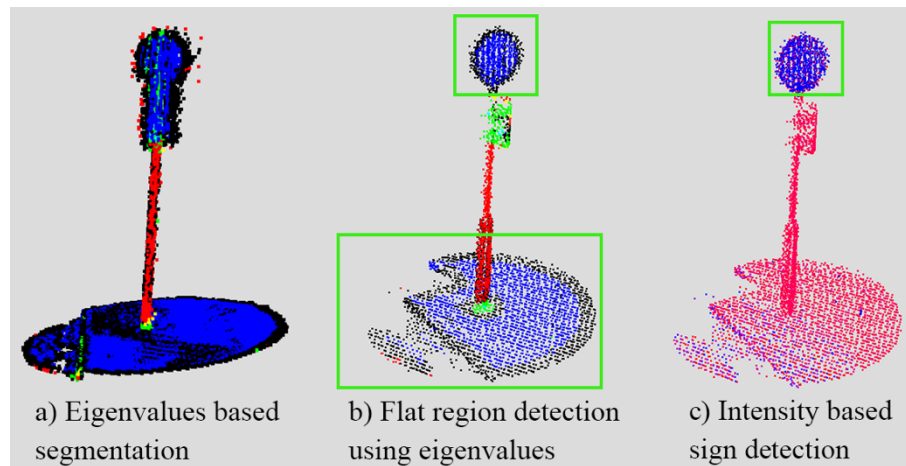 a) Eigenvalues based
segmentation
b) Flat region detection
using eigenvalues
c) Intensity based
sign detection